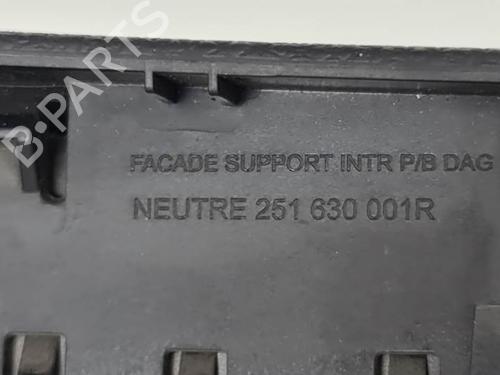 B-PARTS
FACADE SUPPORT INTR P/B DAG
NEUTRE 251 630 001R